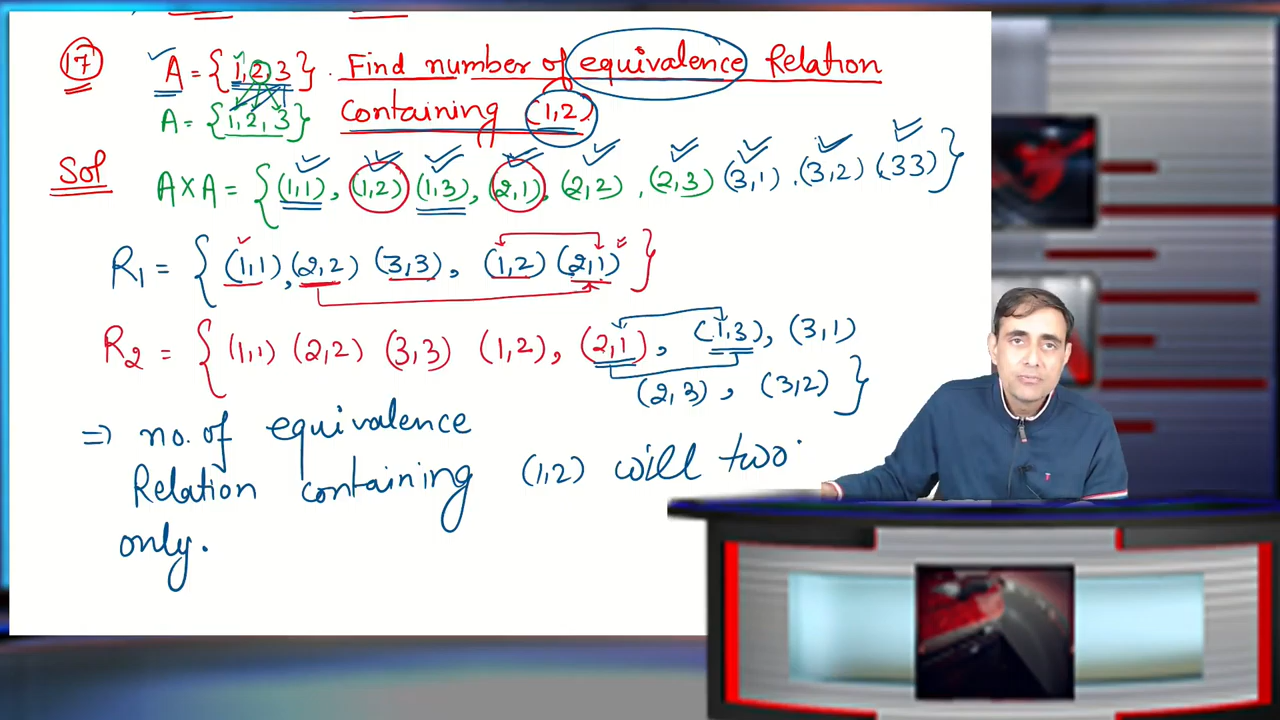 17 A = {1,2,3}. Find number of equivalence Relation
A = {1,2,3} containing (1,2)
Sol A×A = {(1,1), (1,2) (1,3), (2,1), (2,2), (2,3) (3,1), (3,2) (33)}
R1 = {(1,1), (2,2) (3,3), (1,2) (2,1)}
R2 = {(1,1) (2,2) (3,3) (1,2), (2,1), (1,3), (3,1)
(2,3), (3,2)}
⇒ no. of equivalence
Relation containing (1,2) will two
only.